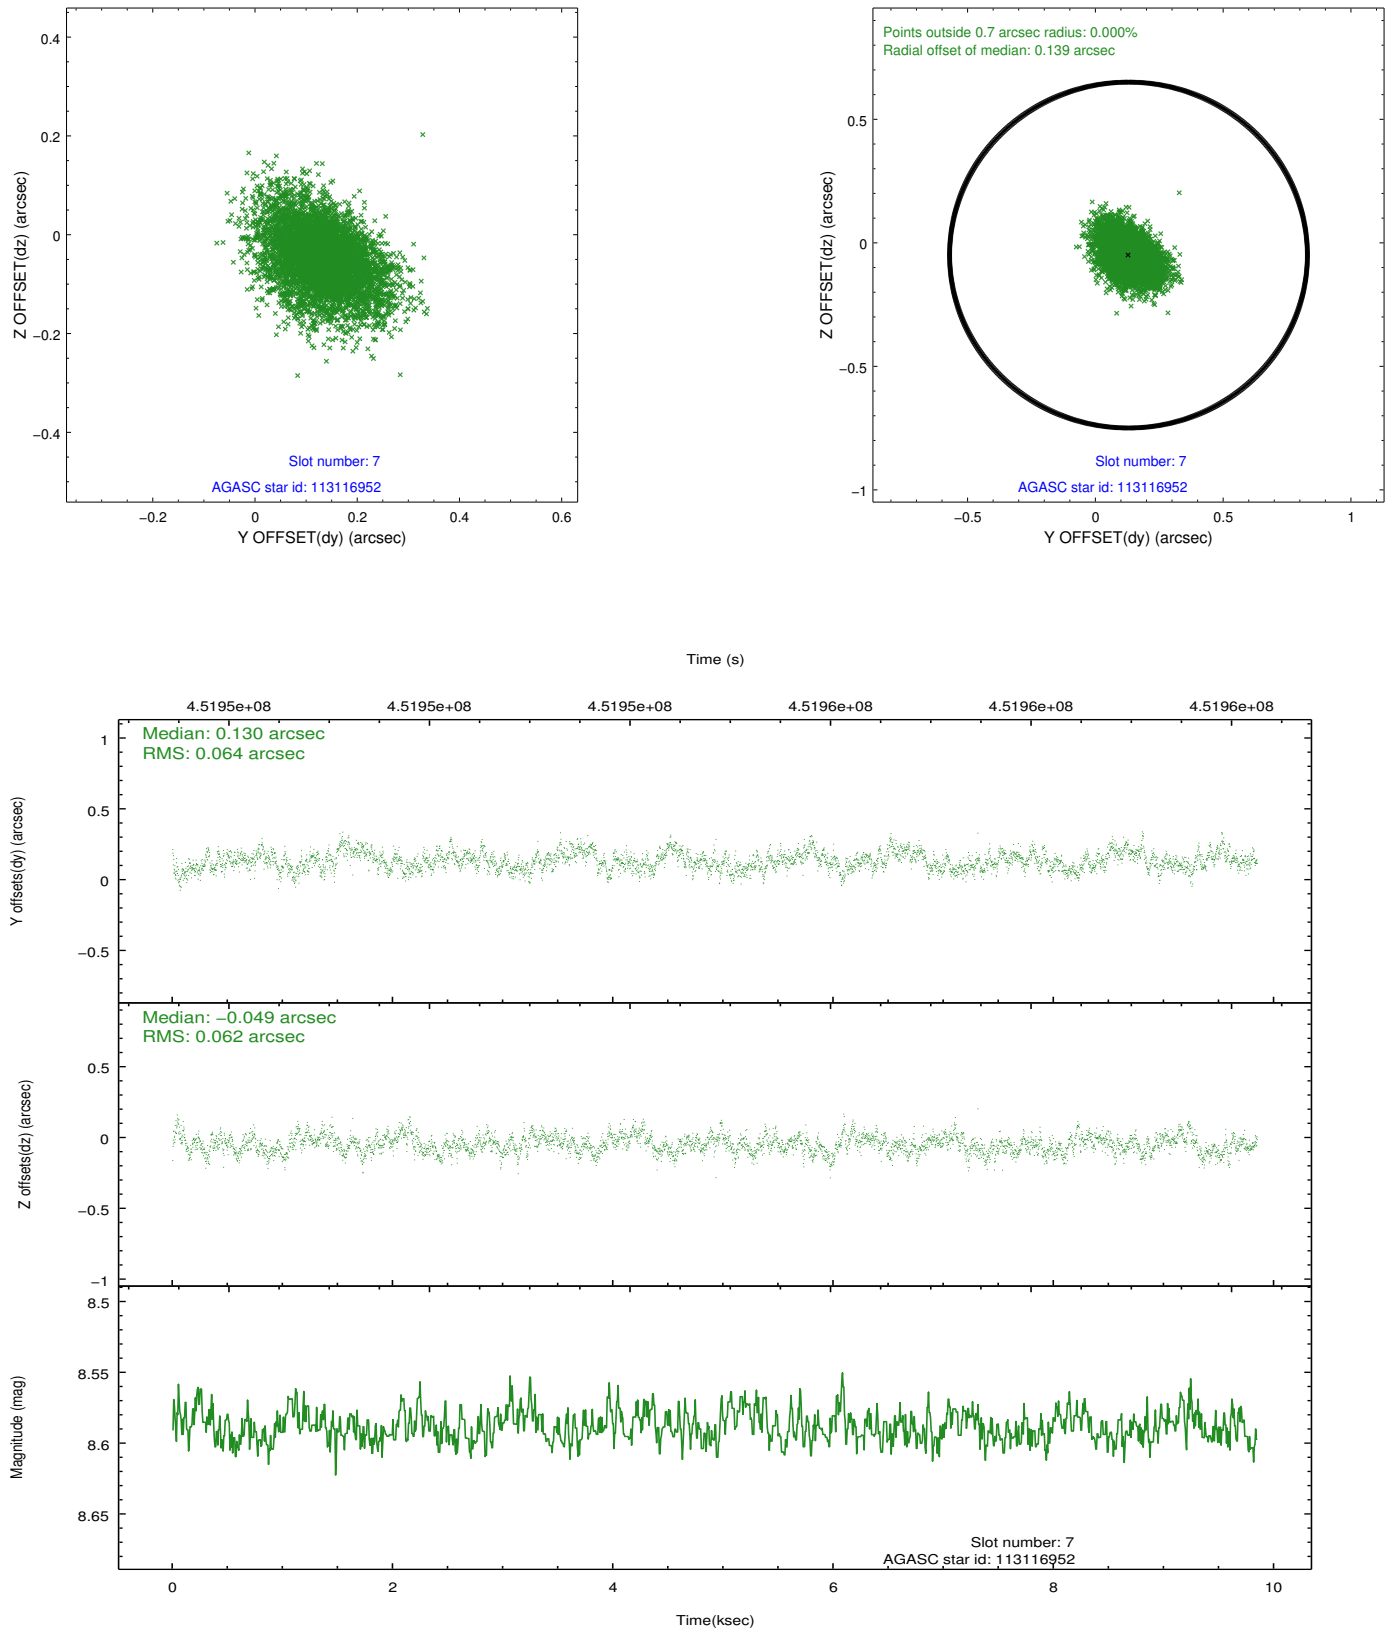 0.4
0.2
0
−0.2
−0.4
Z OFFSET(dz) (arcsec)
Slot number: 7
AGASC star id: 113116952
−0.2 0 0.2 0.4 0.6
Y OFFSET(dy) (arcsec)
Points outside 0.7 arcsec radius: 0.000%
Radial offset of median: 0.139 arcsec
0.5
0
−0.5
−1
Z OFFSET(dz) (arcsec)
Slot number: 7
AGASC star id: 113116952
−0.5 0 0.5 1
Y OFFSET(dy) (arcsec)
Time (s)
4.5195e+08 4.5195e+08 4.5195e+08 4.5196e+08 4.5196e+08 4.5196e+08
Median: 0.130 arcsec
RMS: 0.064 arcsec
1
0.5
0
−0.5
Y offsets(dy) (arcsec)
Median: −0.049 arcsec
RMS: 0.062 arcsec
0.5
0
−0.5
−1
Z offsets(dz) (arcsec)
8.5
8.55
8.6
8.65
Magnitude (mag)
Slot number: 7
AGASC star id: 113116952
0 2 4 6 8 10
Time(ksec)